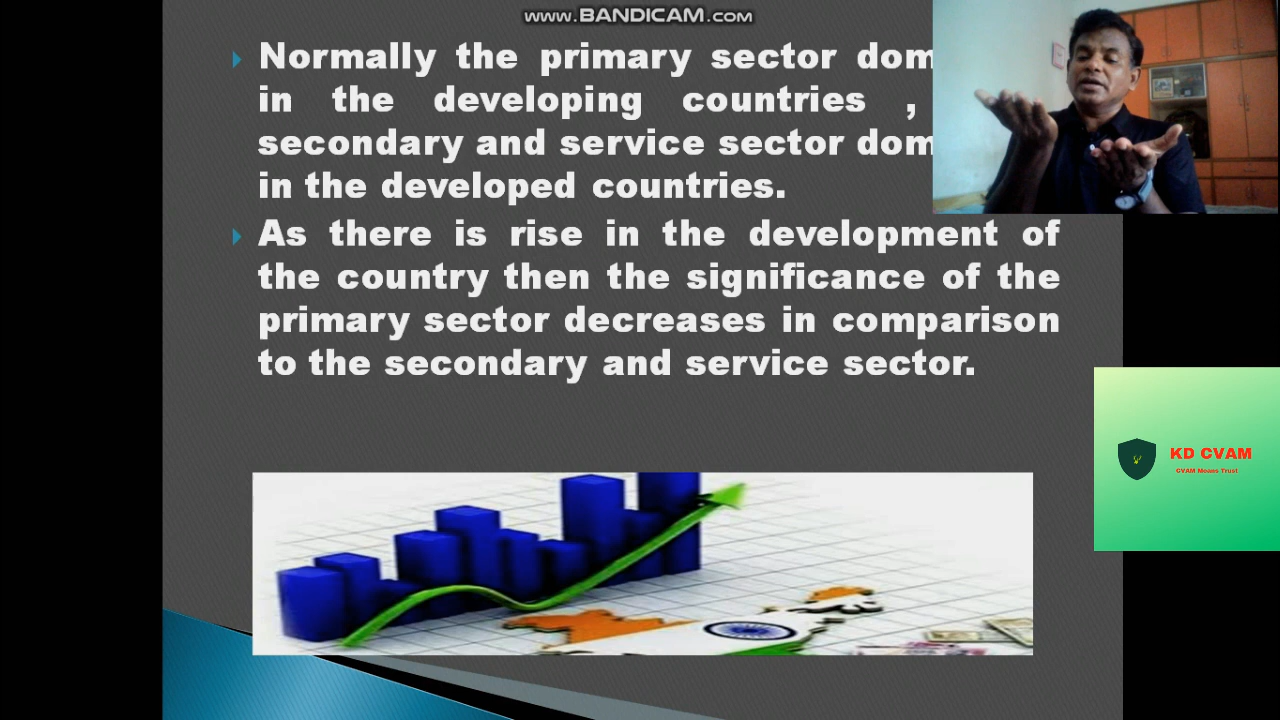 www.BANDICAM.com
Normally the primary sector dom
in the developing countries ,
secondary and service sector dom
in the developed countries.
As there is rise in the development of
the country then the significance of the
primary sector decreases in comparison
to the secondary and service sector.
KD CVAM
CVAM Means Trust